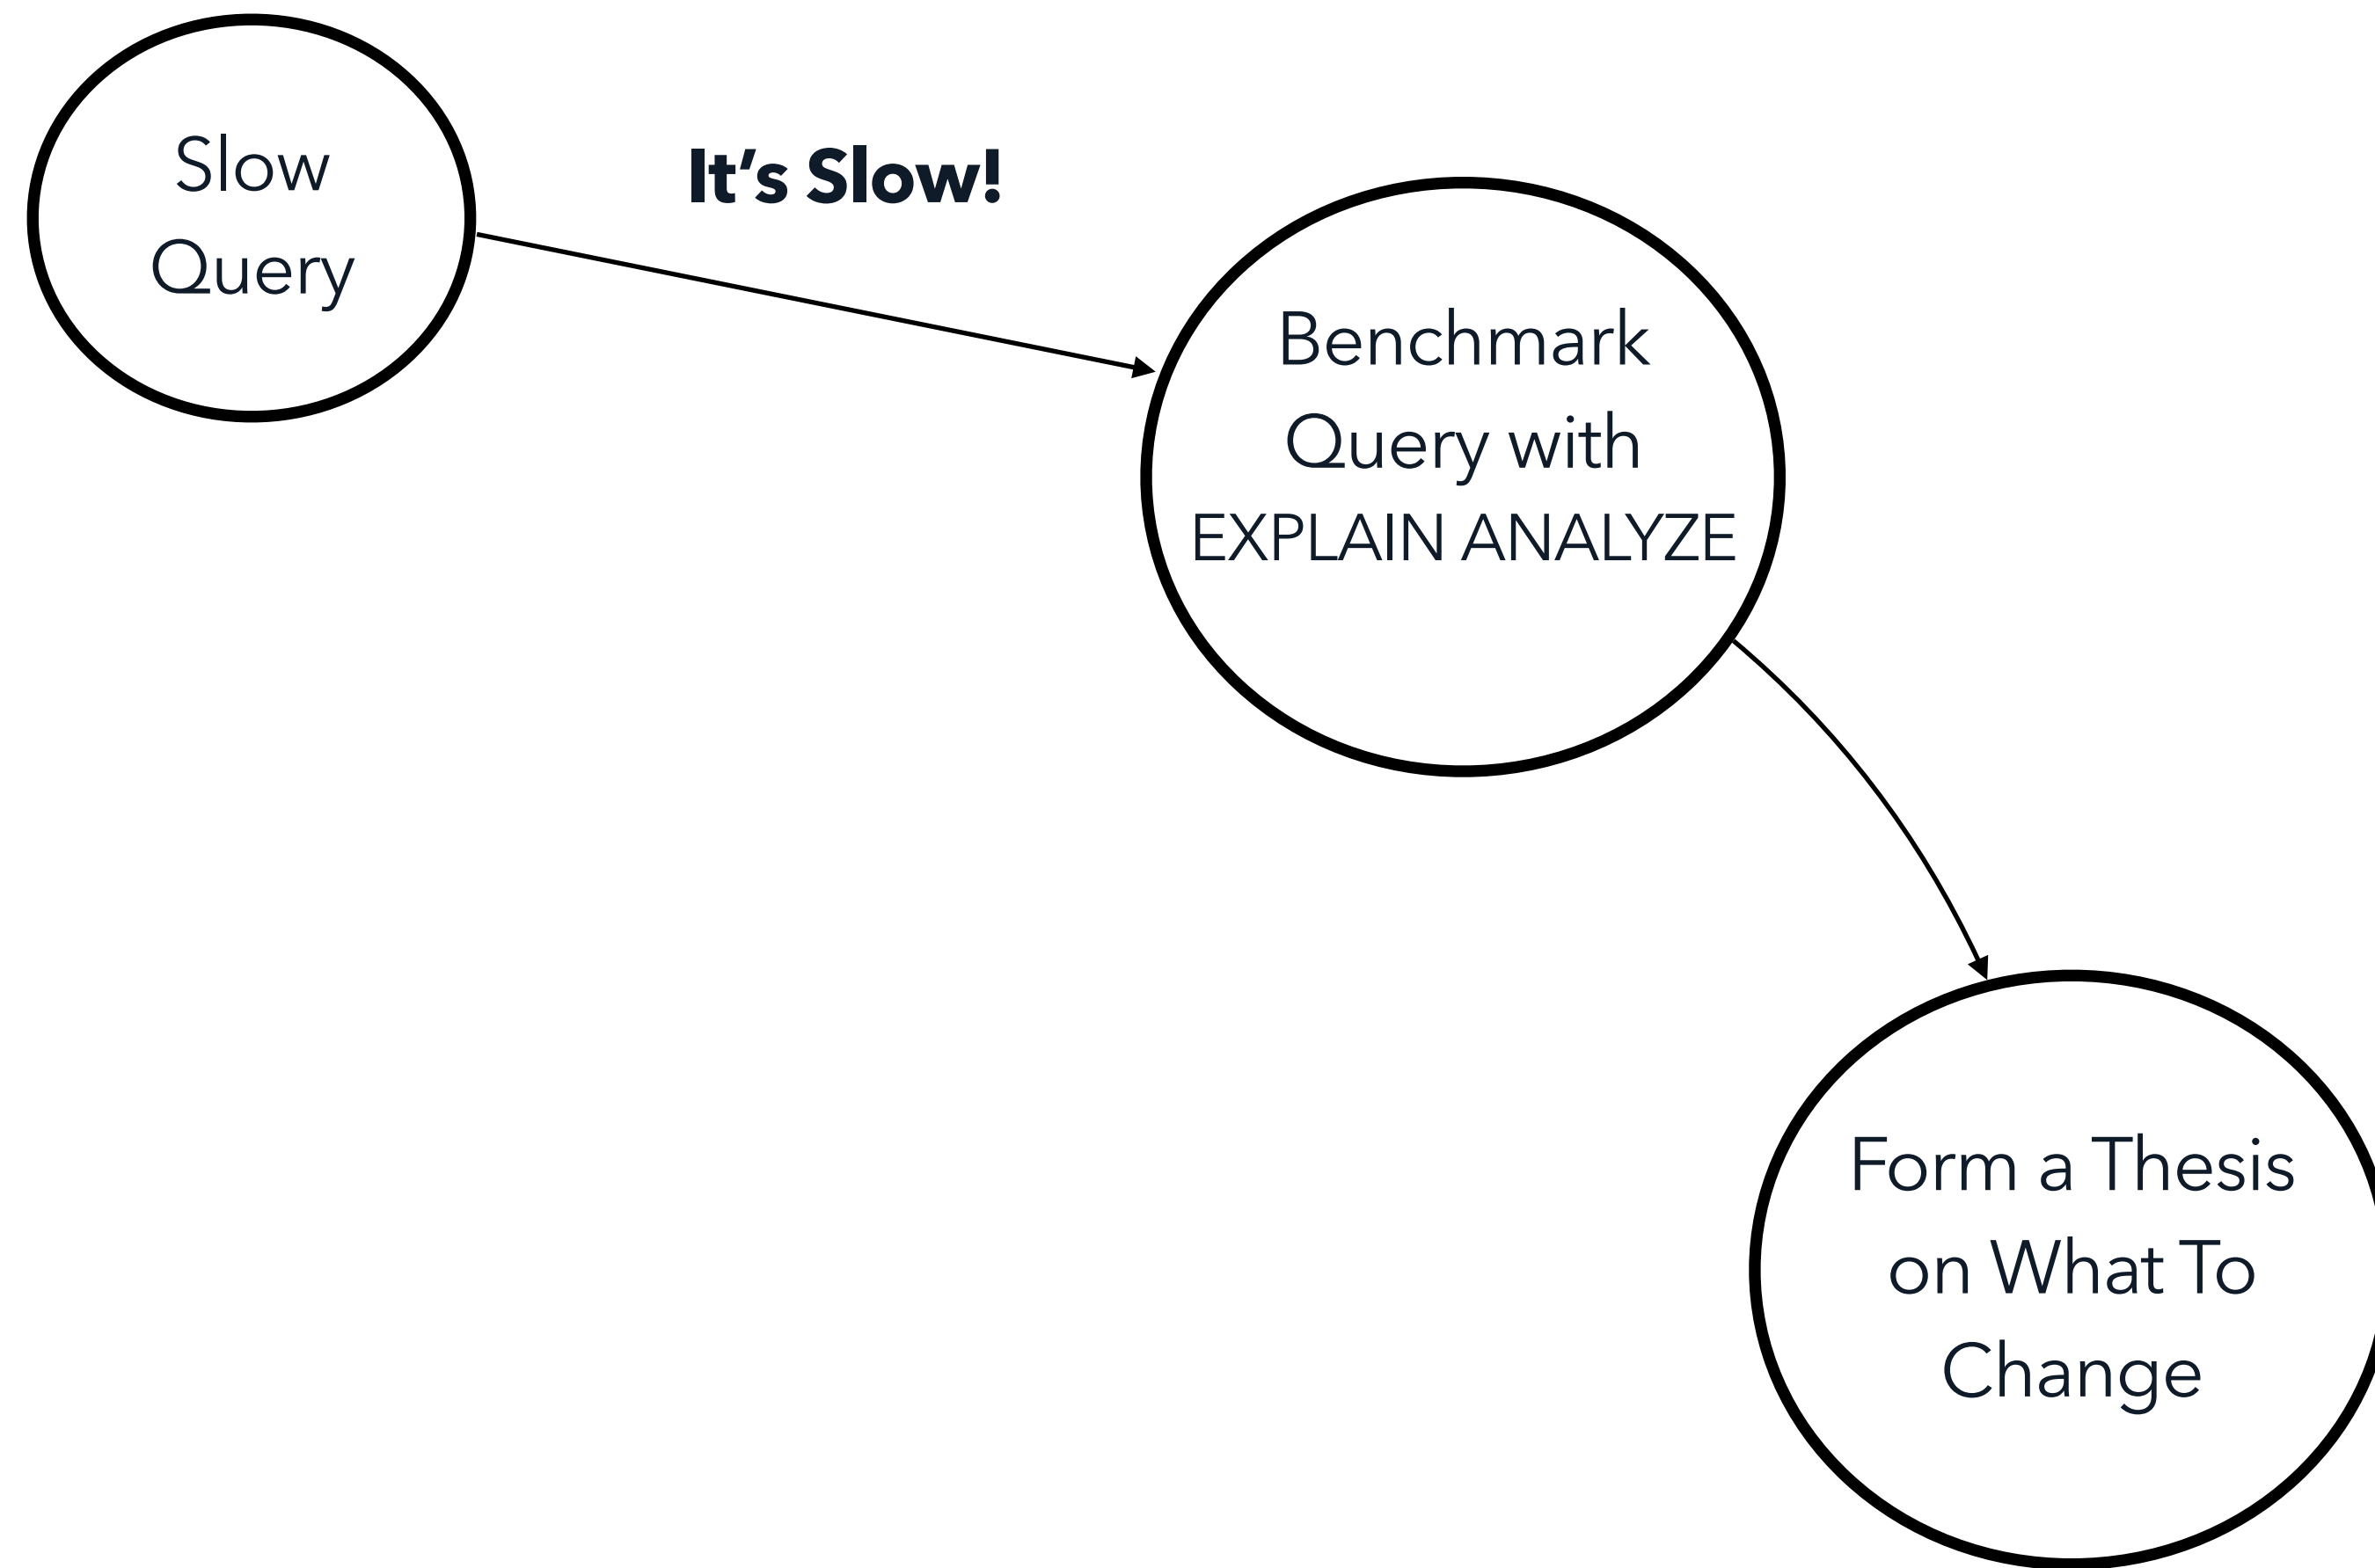 Slow
Query
It’s Slow!
Benchmark
Query with
EXPLAIN ANALYZE
Form a Thesis
on What To
Change